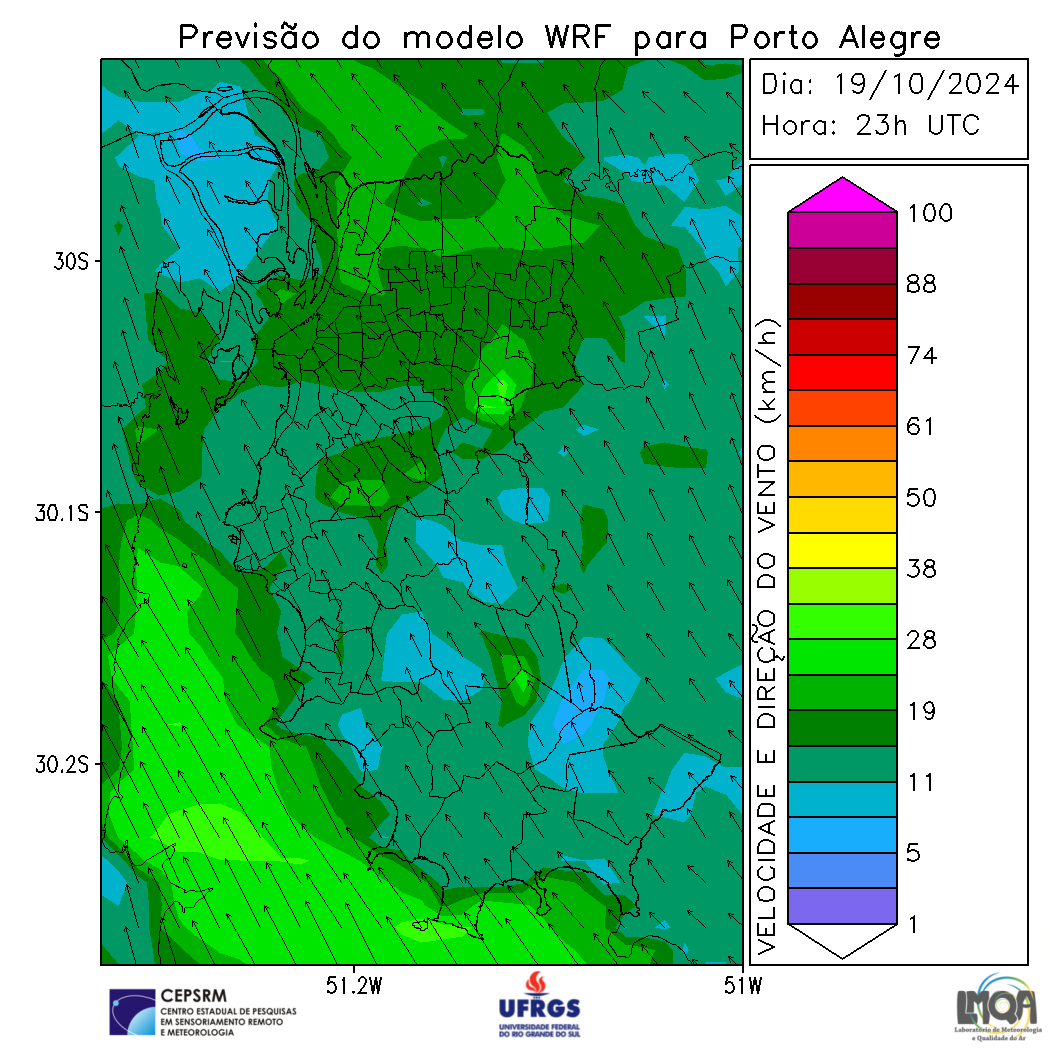 Previsão do modelo WRF para Porto Alegre
Dia: 19/10/2024
Hora: 23h UTC
30S
30.1S
30.2S
51.2W
51W
VELOCIDADE E DIREÇÃO DO VENTO (km/h)
100
88
74
61
50
38
28
19
11
5
1
CEPSRM
CENTRO ESTADUAL DE PESQUISAS
EM SENSORIAMENTO REMOTO
E METEOROLOGIA
UFRGS
UNIVERSIDADE FEDERAL
DO RIO GRANDE DO SUL
LMQA
Laboratório de Meteorologia
e Qualidade do Ar